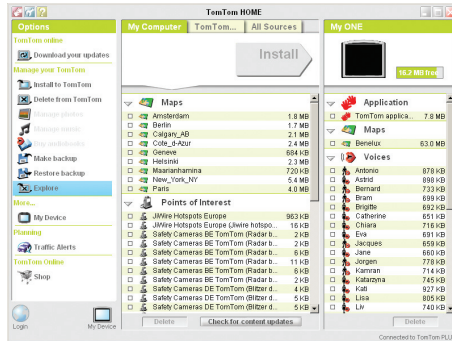 TomTom HOME
Options
TomTom online
Download your updates
Manage your TomTom
Install to TomTom
Delete from TomTom
Manage photos
Manage music
Buy audiobooks
Make backup
Restore backup
Explore
More...
My Device
Planning
Traffic Alerts
TomTom Online
Shop
Login
My Device
My Computer TomTom... All Sources
Install
Maps
Amsterdam 1.8 MB
Berlin 1.7 MB
Calgary_AB 2.1 MB
Cote_d-Azur 2.4 MB
Geneve 684 KB
Helsinki 2.3 MB
Maarianhamina 720 KB
New_York_NY 5.4 MB
Paris 4.0 MB
Points of Interest
JiWire Hotspots Europe 963 KB
JiWire Hotspots Europe (Jiwire hotspo... 16 KB
Safety Cameras BE TomTom (Radar b... 2 KB
Safety Cameras BE TomTom (Radar b... 2 KB
Safety Cameras BE TomTom (Radar b... 2 KB
Safety Cameras BE TomTom (Radar b... 6 KB
Safety Cameras BE TomTom (Radar b... 6 KB
Safety Cameras DE TomTom (Blitzer d... 4 KB
Safety Cameras DE TomTom (Blitzer d... 5 KB
Safety Cameras DE TomTom (Blitzer d... 5 KB
Delete
Check for content updates
My ONE
16.2 MB free
Application
TomTom applica... 7.8 MB
Maps
Benelux 63.0 MB
Voices
Antonio 878 KB
Astrid 898 KB
Bernard 733 KB
Bram 699 KB
Brigitte 692 KB
Catherine 651 KB
Chiara 716 KB
Eva 691 KB
Jacques 659 KB
Jane 660 KB
Jorgen 778 KB
Kamran 714 KB
Katarzyna 745 KB
Kati 927 KB
Lisa 805 KB
Liv 740 KB
Delete
Connected to TomTom PLUS